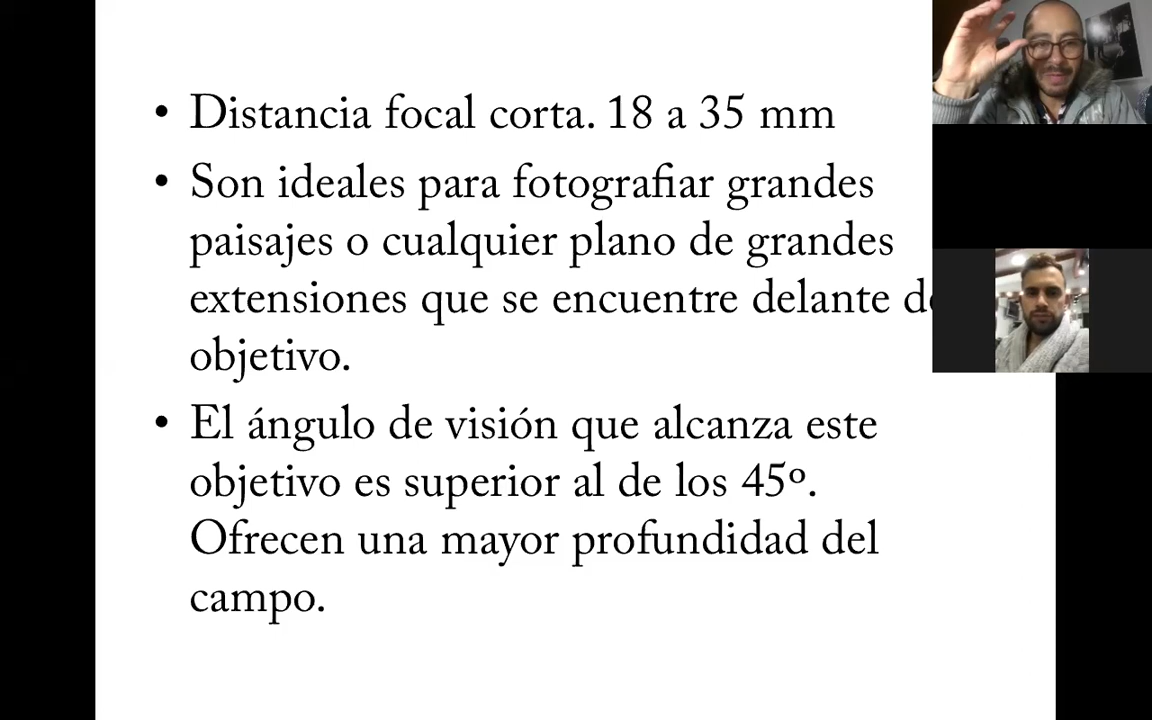 • Distancia focal corta. 18 a 35 mm
• Son ideales para fotografiar grandes
paisajes o cualquier plano de grandes
extensiones que se encuentre delante
objetivo.
• El ángulo de visión que alcanza este
objetivo es superior al de los 45º.
Ofrecen una mayor profundidad del
campo.